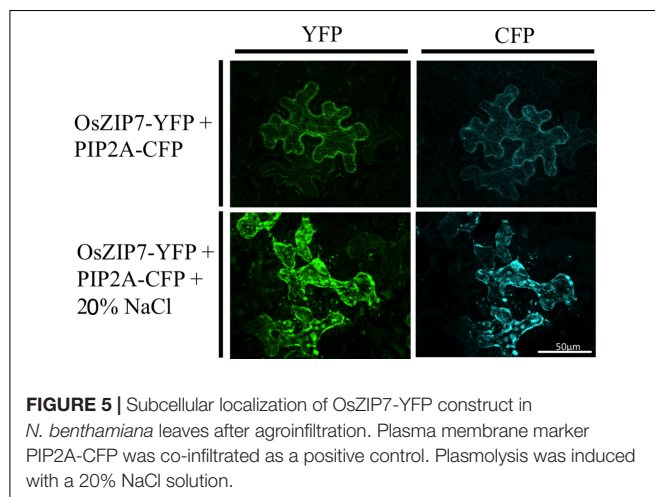 YFP
CFP
OsZIP7-YFP +
PIP2A-CFP
OsZIP7-YFP +
PIP2A-CFP +
20% NaCl
50μm
FIGURE 5 | Subcellular localization of OsZIP7-YFP construct in
N. benthamiana leaves after agroinfiltration. Plasma membrane marker
PIP2A-CFP was co-infiltrated as a positive control. Plasmolysis was induced
with a 20% NaCl solution.